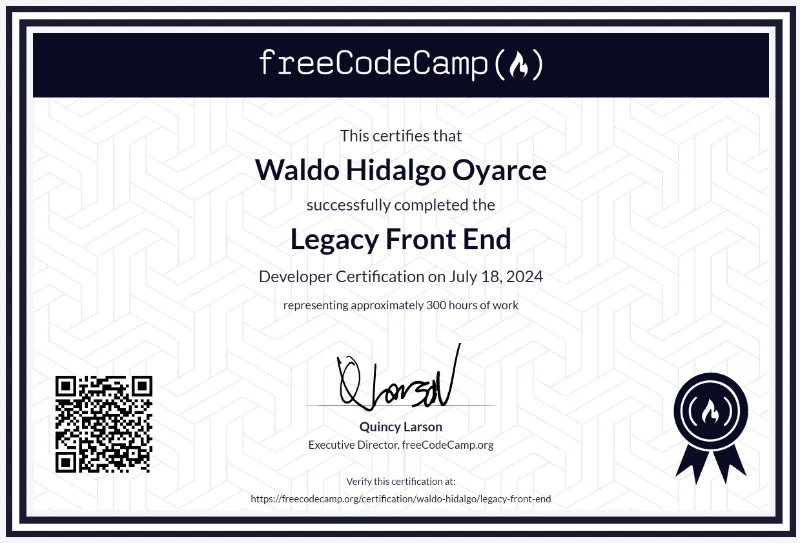 freeCodeCamp(🔥)
This certifies that
Waldo Hidalgo Oyarce
successfully completed the
Legacy Front End
Developer Certification on July 18, 2024
representing approximately 300 hours of work
QLarson
Quincy Larson
Executive Director, freeCodeCamp.org
Verify this certification at:
https://freecodecamp.org/certification/waldo-hidalgo/legacy-front-end